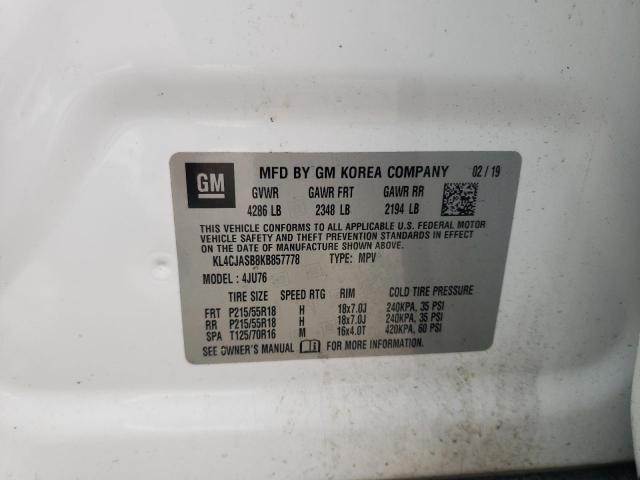 GM MFD BY GM KOREA COMPANY 02 / 19
GVWR GAWR FRT GAWR RR
4286 LB 2348 LB 2194 LB
THIS VEHICLE CONFORMS TO ALL APPLICABLE U.S. FEDERAL MOTOR
VEHICLE SAFETY AND THEFT PREVENTION STANDARDS IN EFFECT ON
THE DATE OF MANUFACTURE SHOWN ABOVE.
KL4CJASB8KB857778 TYPE: MPV
MODEL : 4JU76
TIRE SIZE SPEED RTG RIM COLD TIRE PRESSURE
FRT P215/55R18 H 18x7.0J 240KPA, 35 PSI
RR P215/55R18 H 18x7.0J 240KPA, 35 PSI
SPA T125/70R16 M 16x4.0T 420KPA, 60 PSI
SEE OWNER'S MANUAL FOR MORE INFORMATION